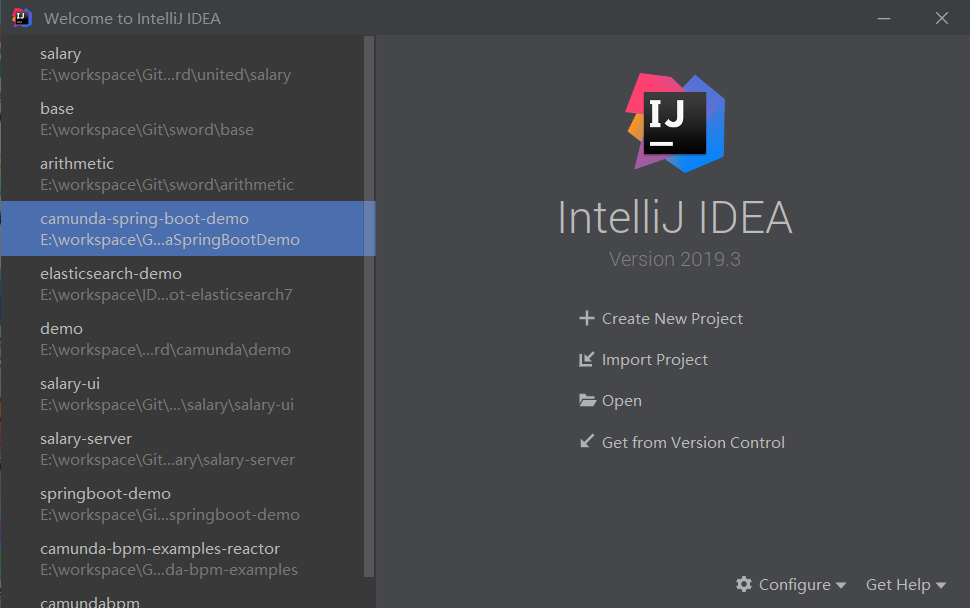 Welcome to IntelliJ IDEA
salary
E:\workspace\Git...rd\united\salary
base
E:\workspace\Git\sword\base
arithmetic
E:\workspace\Git\sword\arithmetic
camunda-spring-boot-demo
E:\workspace\G...aSpringBootDemo
elasticsearch-demo
E:\workspace\ID...ot-elasticsearch7
demo
E:\workspace\...rd\camunda\demo
salary-ui
E:\workspace\Git\...\salary\salary-ui
salary-server
E:\workspace\Git...ary\salary-server
springboot-demo
E:\workspace\Gi...springboot-demo
camunda-bpm-examples-reactor
E:\workspace\G...da-bpm-examples
camundabpm
IJ
IntelliJ IDEA
Version 2019.3
Create New Project
Import Project
Open
Get from Version Control
Configure
Get Help